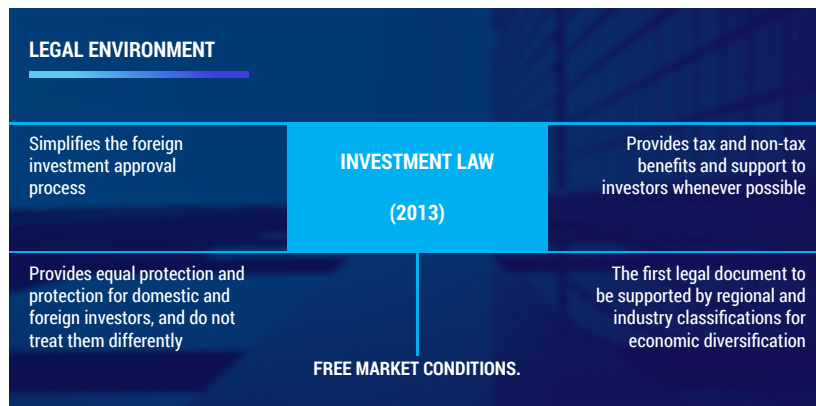 LEGAL ENVIRONMENT
Simplifies the foreign
investment approval
process
INVESTMENT LAW
(2013)
Provides tax and non-tax
benefits and support to
investors whenever possible
Provides equal protection and
protection for domestic and
foreign investors, and do not
treat them differently
The first legal document to
be supported by regional and
industry classifications for
economic diversification
FREE MARKET CONDITIONS.